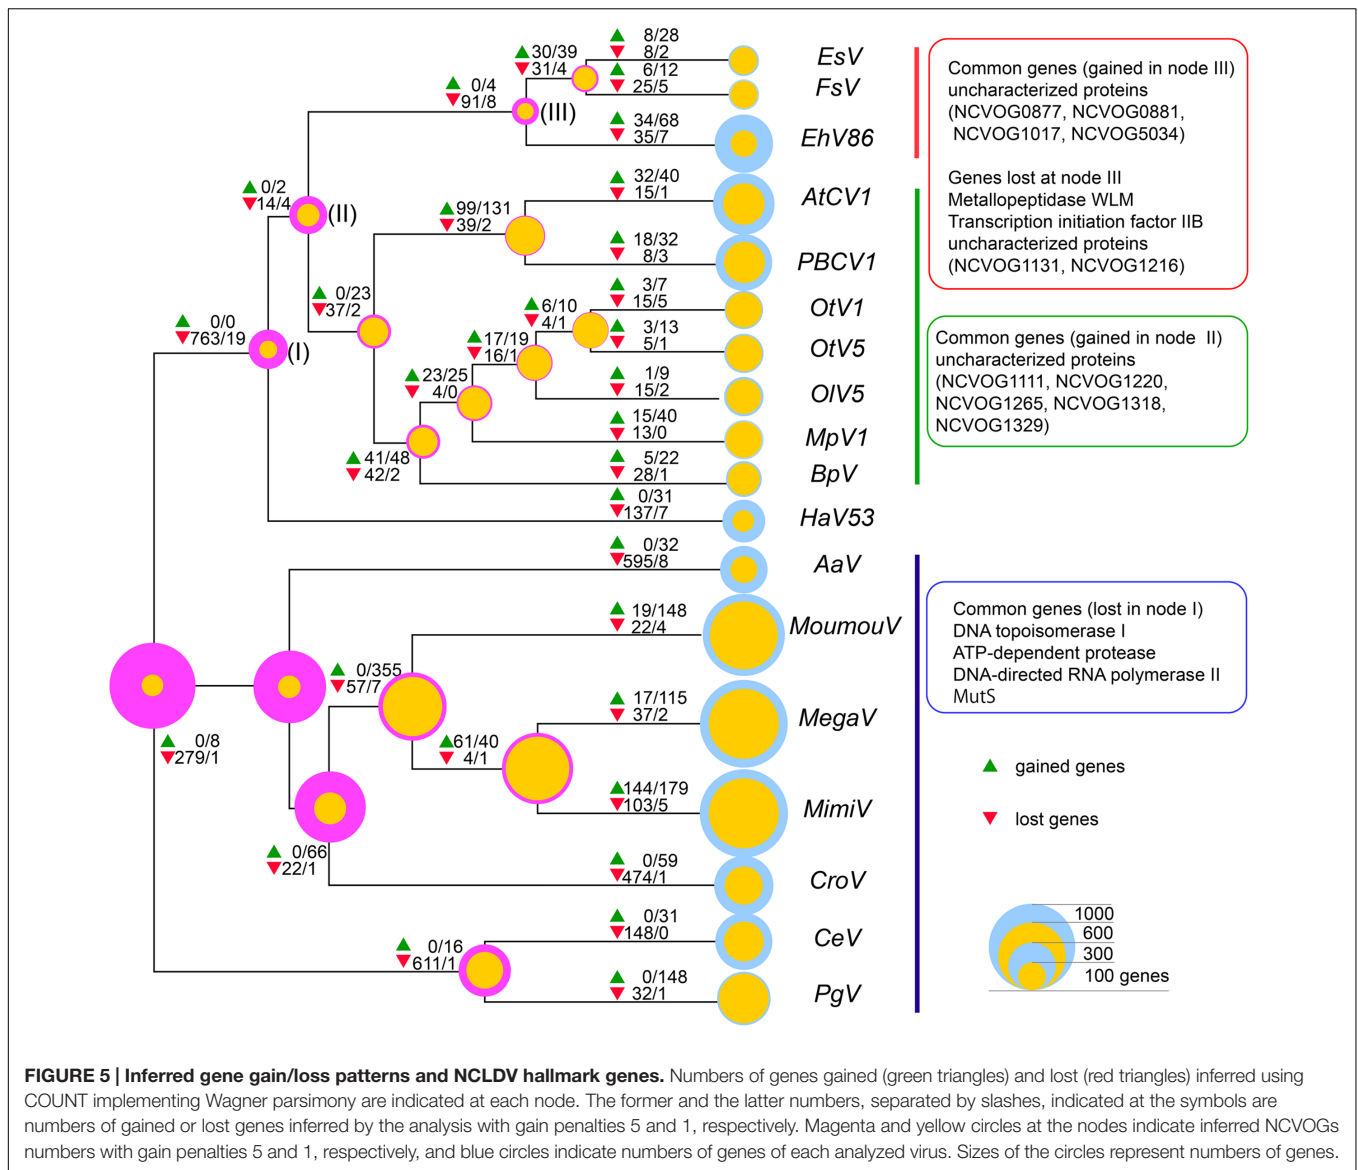 8/28
8/2
EsV
30/39
31/4
6/12
25/5
FsV
0/4
91/8
(III)
34/68
35/7
EhV86
0/2
14/4
(II)
32/40
15/1
AtCV1
99/131
39/2
18/32
8/3
PBCV1
0/23
37/2
3/7
15/5
OtV1
6/10
4/1
0/0
763/19
(I)
17/19
16/1
3/13
5/1
OtV5
23/25
4/0
1/9
15/2
OlV5
15/40
13/0
MpV1
41/48
42/2
5/22
28/1
BpV
0/31
137/7
HaV53
0/32
595/8
AaV
19/148
22/4
MoumouV
0/355
57/7
17/115
37/2
MegaV
0/8
279/1
61/40
4/1
144/179
103/5
MimiV
0/66
22/1
0/59
474/1
CroV
0/31
148/0
CeV
0/16
611/1
0/148
32/1
PgV
Common genes (gained in node III)
uncharacterized proteins
(NCVOG0877, NCVOG0881,
NCVOG1017, NCVOG5034)
Genes lost at node III
Metallopeptidase WLM
Transcription initiation factor IIB
uncharacterized proteins
(NCVOG1131, NCVOG1216)
Common genes (gained in node II)
uncharacterized proteins
(NCVOG1111, NCVOG1220,
NCVOG1265, NCVOG1318,
NCVOG1329)
Common genes (lost in node I)
DNA topoisomerase I
ATP-dependent protease
DNA-directed RNA polymerase II
MutS
gained genes
lost genes
1000
600
300
100 genes
FIGURE 5 | Inferred gene gain/loss patterns and NCLDV hallmark genes. Numbers of genes gained (green triangles) and lost (red triangles) inferred using
COUNT implementing Wagner parsimony are indicated at each node. The former and the latter numbers, separated by slashes, indicated at the symbols are
numbers of gained or lost genes inferred by the analysis with gain penalties 5 and 1, respectively. Magenta and yellow circles at the nodes indicate inferred NCVOGs
numbers with gain penalties 5 and 1, respectively, and blue circles indicate numbers of genes of each analyzed virus. Sizes of the circles represent numbers of genes.